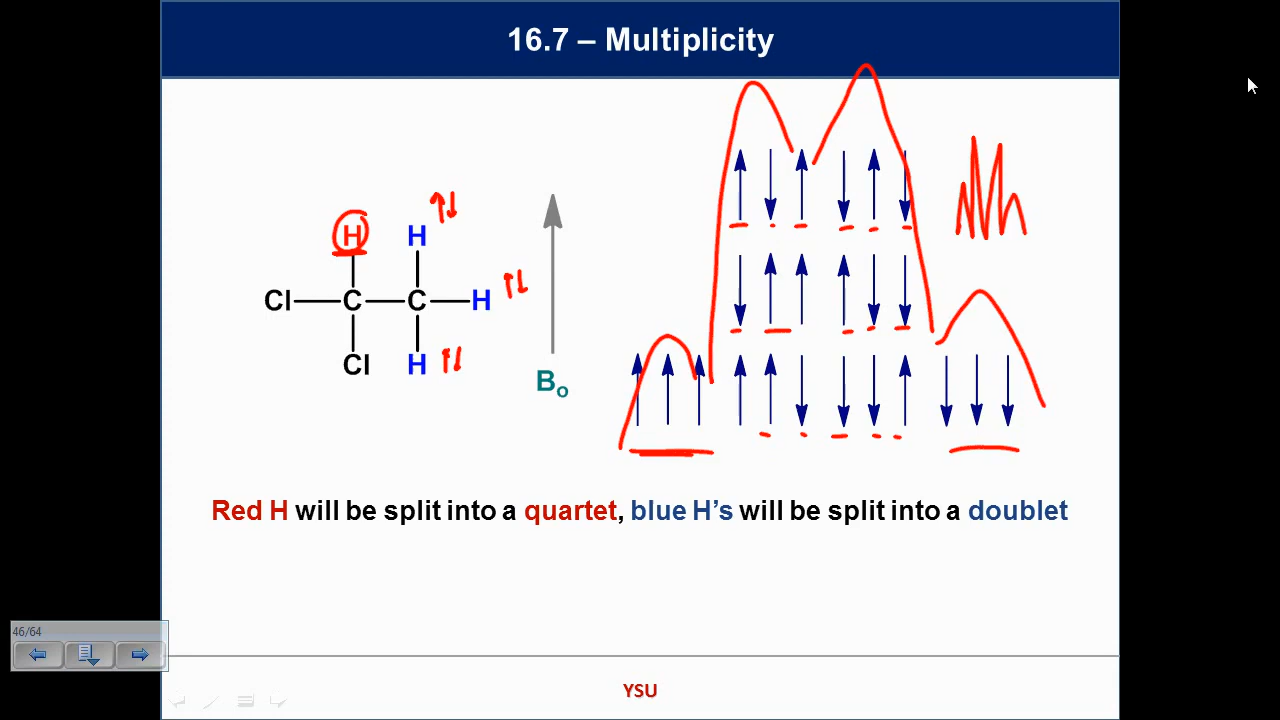 16.7 – Multiplicity
H H
Cl C C H
Cl H
Bo
Red H will be split into a quartet, blue H's will be split into a doublet
46/64
YSU